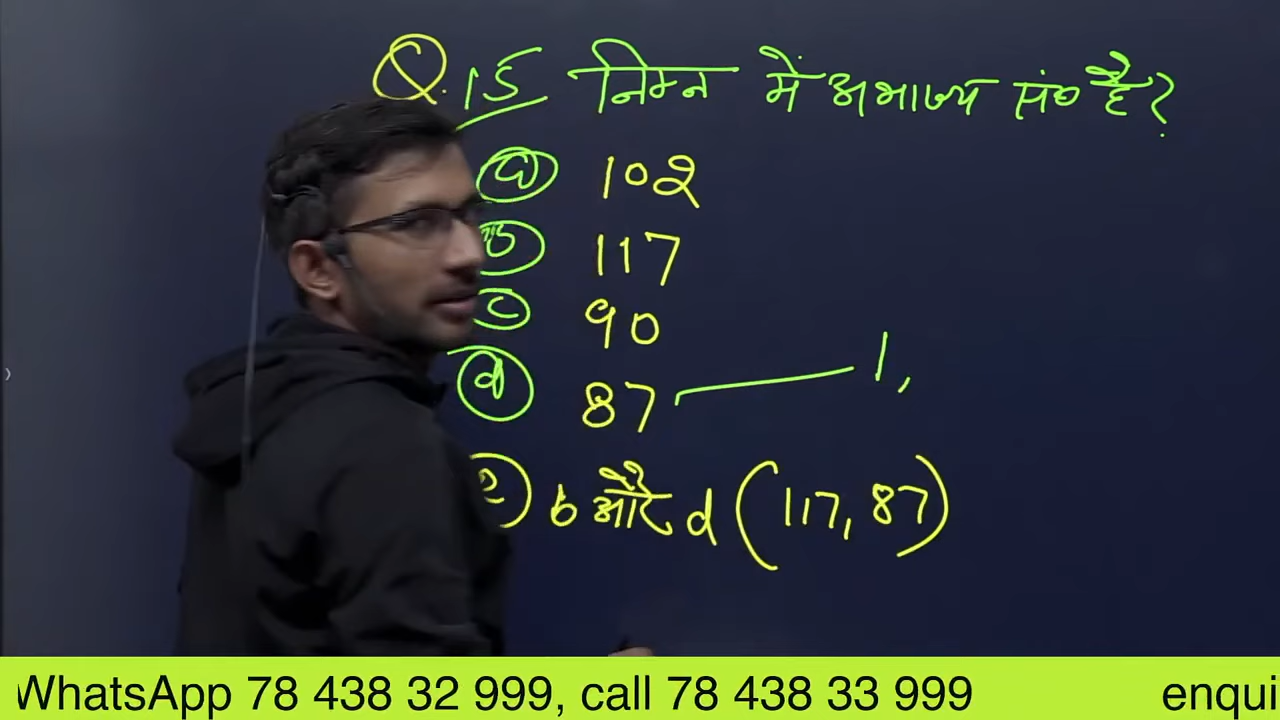 Q.15 निम्न में अभाज्य सं० है?
a 102
b 117
c 90
d 87 1,
e b और d (117, 87)
WhatsApp 78 438 32 999, call 78 438 33 999 enqui